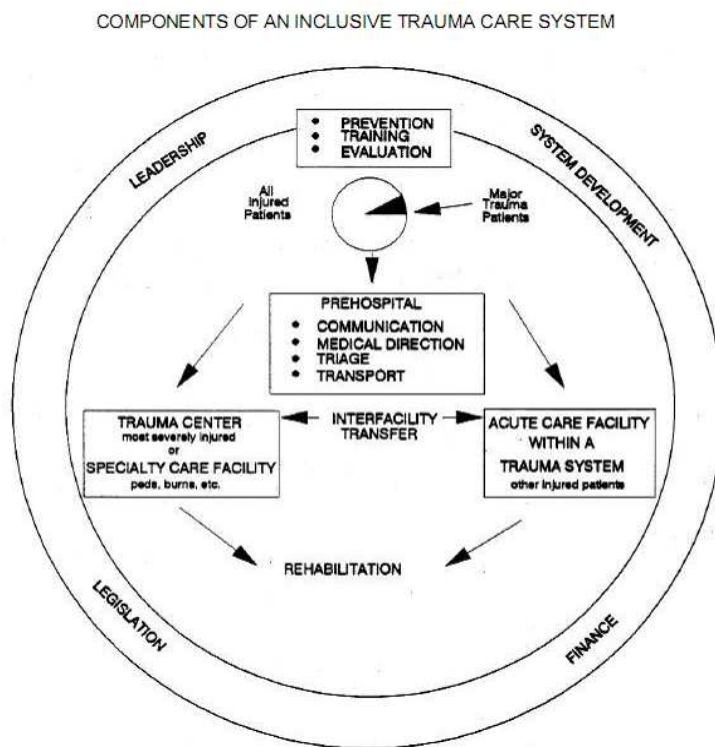 COMPONENTS OF AN INCLUSIVE TRAUMA CARE SYSTEM
LEADERSHIP
SYSTEM DEVELOPMENT
• PREVENTION
• TRAINING
• EVALUATION
All
Injured
Patients
Major
Trauma
Patients
PREHOSPITAL
• COMMUNICATION
• MEDICAL DIRECTION
• TRIAGE
• TRANSPORT
TRAUMA CENTER
most severely injured
or
SPECIALTY CARE FACILITY
peds, burns, etc.
INTERFACILITY
TRANSFER
ACUTE CARE FACILITY
WITHIN A
TRAUMA SYSTEM
other injured patients
REHABILITATION
LEGISLATION
FINANCE